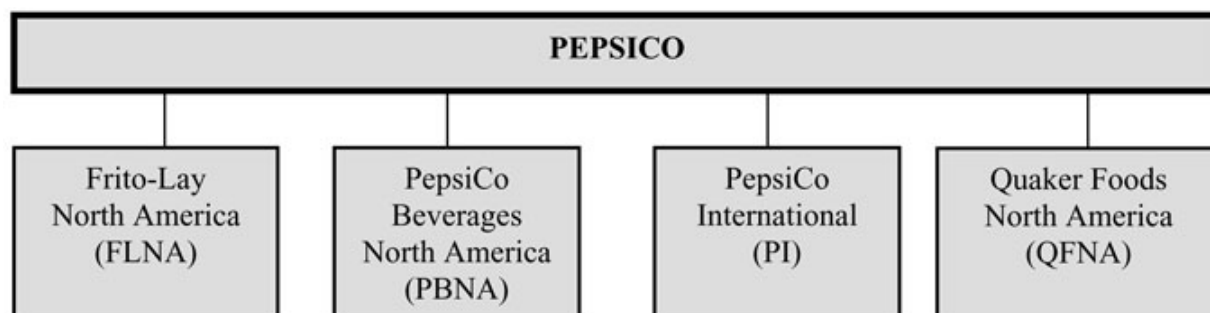 PEPSICO
Frito-Lay
North America
(FLNA)
PepsiCo
Beverages
North America
(PBNA)
PepsiCo
International
(PI)
Quaker Foods
North America
(QFNA)